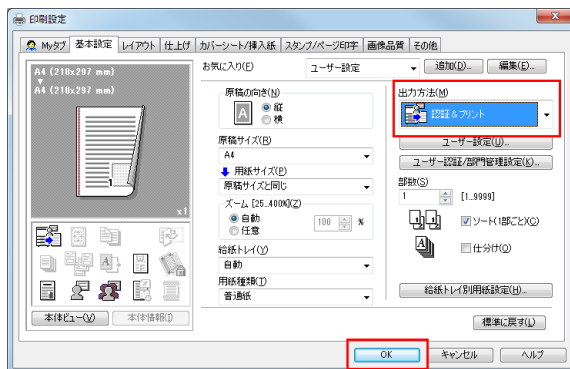 印刷設定
Myタブ 基本設定 レイアウト 仕上げ カバーシート/挿入紙 スタンプ/ページ印字 画像品質 その他
A4 (210x297 mm)
A4 (210x297 mm)
1
x1
本体ビュー(V) 本体情報(I)
お気に入り(F) ユーザー設定 追加(D)... 編集(E)...
原稿の向き(N)
A
縦
横
原稿サイズ(R)
A4
用紙サイズ(P)
原稿サイズと同じ
ズーム [25..400%](Z)
自動
任意
100 %
給紙トレイ(Y)
自動
用紙種類(T)
普通紙
出力方法(M)
認証＆プリント
ユーザー設定(U)...
ユーザー認証/部門管理設定(K)...
部数(S)
1 [1..9999]
ソート(1部ごと)(C)
仕分け(O)
給紙トレイ別用紙設定(H)...
標準に戻す(L)
OK キャンセル ヘルプ